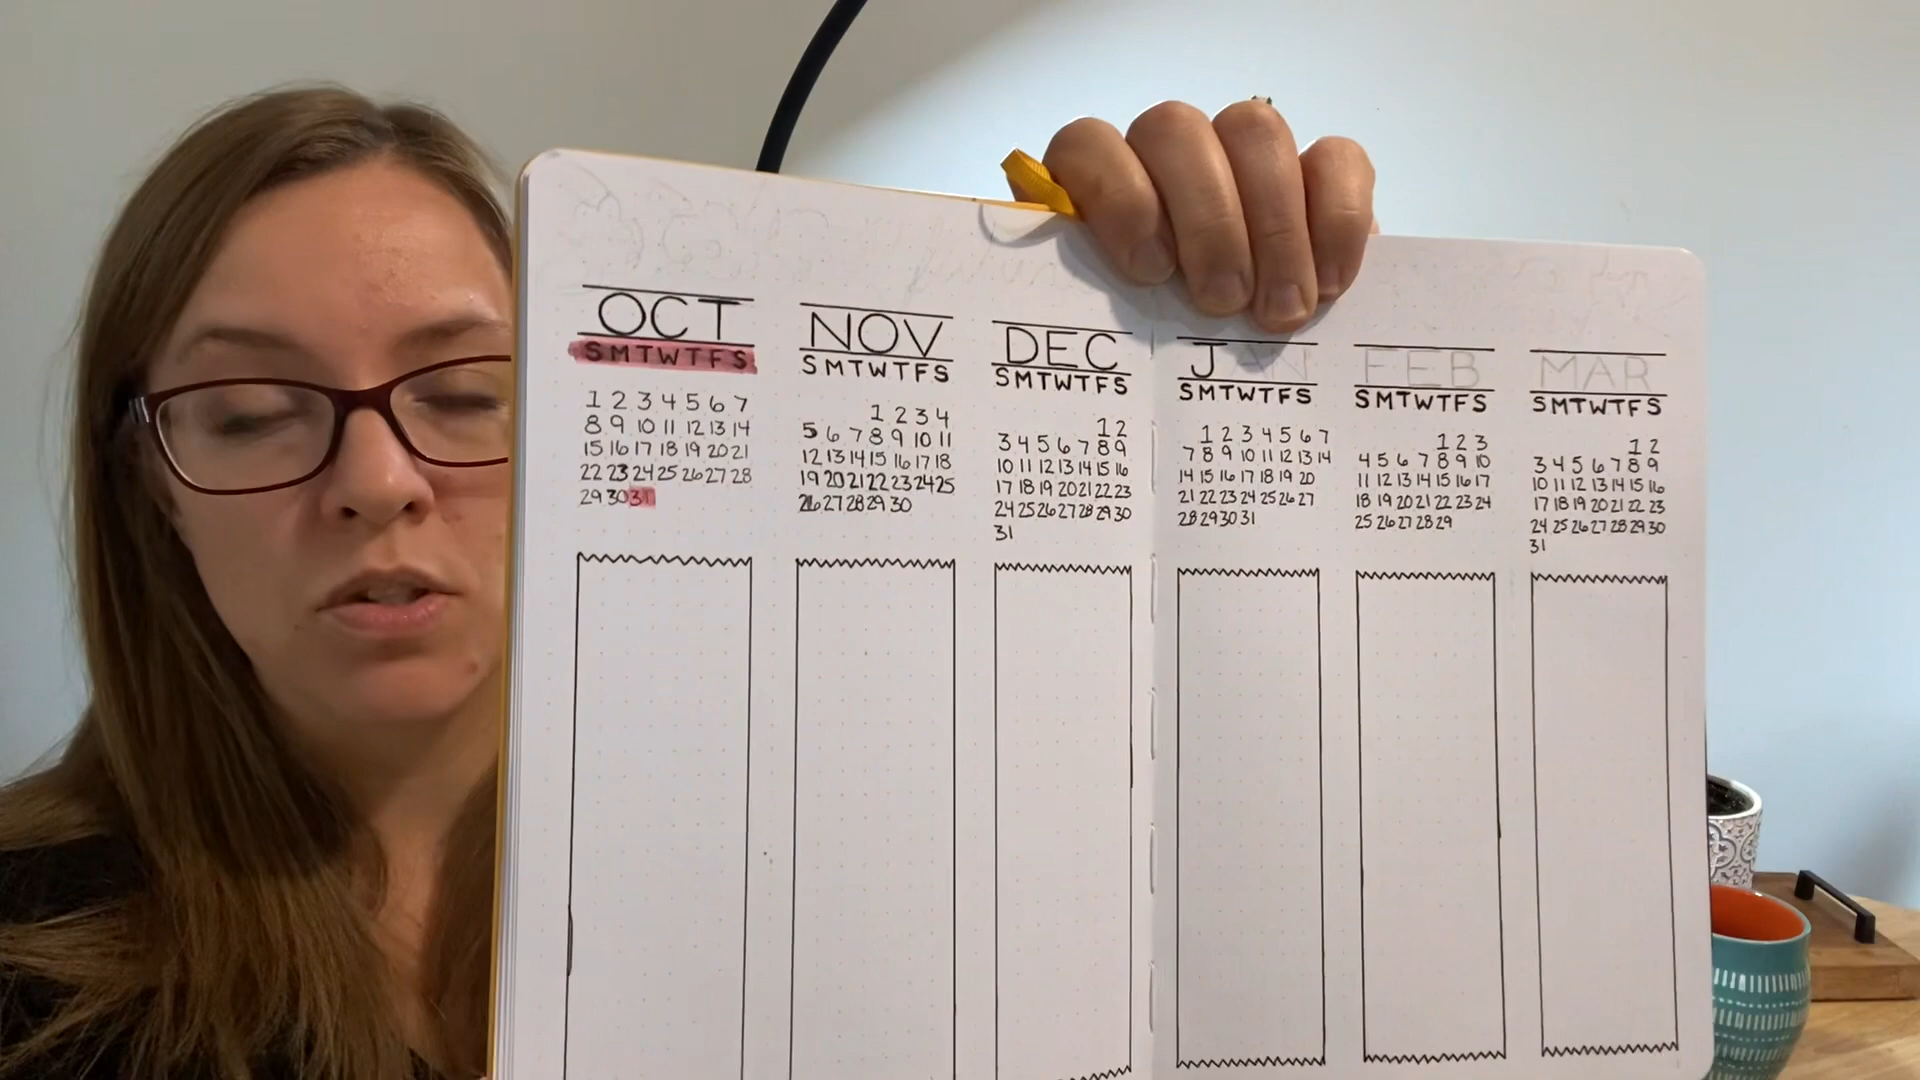 OCT
S M T W T F S
1 2 3 4 5 6 7
8 9 10 11 12 13 14
15 16 17 18 19 20 21
22 23 24 25 26 27 28
29 30 31
NOV
S M T W T F S
1 2 3 4
5 6 7 8 9 10 11
12 13 14 15 16 17 18
19 20 21 22 23 24 25
26 27 28 29 30
DEC
S M T W T F S
1 2
3 4 5 6 7 8 9
10 11 12 13 14 15 16
17 18 19 20 21 22 23
24 25 26 27 28 29 30
31
JAN
S M T W T F S
1 2 3 4 5 6 7
7 8 9 10 11 12 13 14
14 15 16 17 18 19 20
21 22 23 24 25 26 27
28 29 30 31
FEB
S M T W T F S
1 2 3
4 5 6 7 8 9 10
11 12 13 14 15 16 17
18 19 20 21 22 23 24
25 26 27 28 29
MAR
S M T W T F S
1 2
3 4 5 6 7 8 9
10 11 12 13 14 15 16
17 18 19 20 21 22 23
24 25 26 27 28 29 30
31